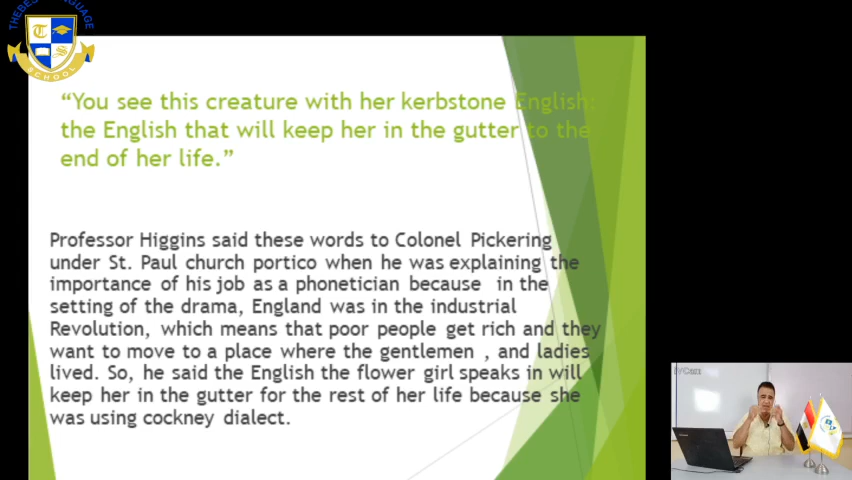 THEBEST LANGUAGE
SCHOOL
“You see this creature with her kerbstone English:
the English that will keep her in the gutter to the
end of her life.”
Professor Higgins said these words to Colonel Pickering
under St. Paul church portico when he was explaining the
importance of his job as a phonetician because in the
setting of the drama, England was in the industrial
Revolution, which means that poor people get rich and they
want to move to a place where the gentlemen , and ladies
lived. So, he said the English the flower girl speaks in will
keep her in the gutter for the rest of her life because she
was using cockney dialect.